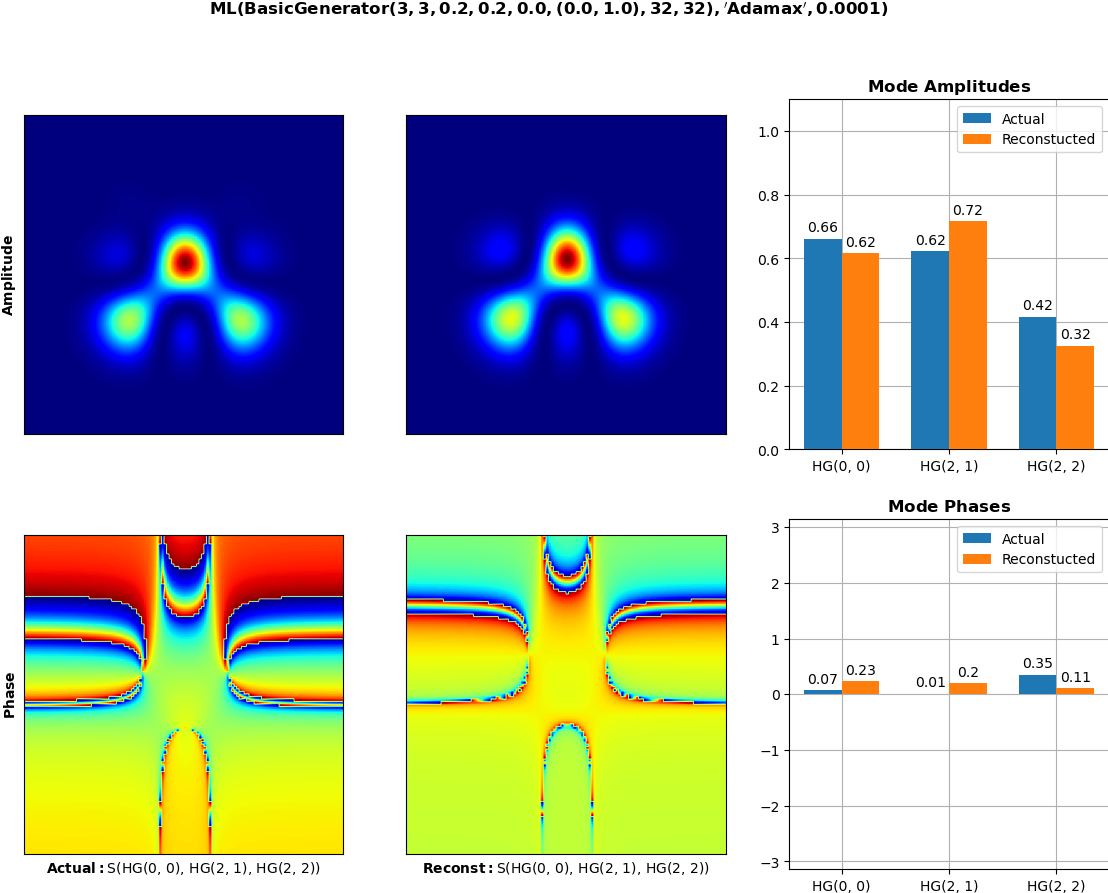 ML(BasicGenerator(3, 3, 0.2, 0.2, 0.0, (0.0, 1.0), 32, 32), ′Adamax′, 0.0001)
Amplitude
Mode Amplitudes
Actual
Reconstucted
1.0
0.8
0.6
0.4
0.2
0.0
0.66
0.62
0.62
0.72
0.42
0.32
HG(0, 0)
HG(2, 1)
HG(2, 2)
Phase
Actual: S(HG(0, 0), HG(2, 1), HG(2, 2))
Reconst: S(HG(0, 0), HG(2, 1), HG(2, 2))
Mode Phases
Actual
Reconstucted
3
2
1
0
−1
−2
−3
0.07
0.23
0.01
0.2
0.35
0.11
HG(0, 0)
HG(2, 1)
HG(2, 2)